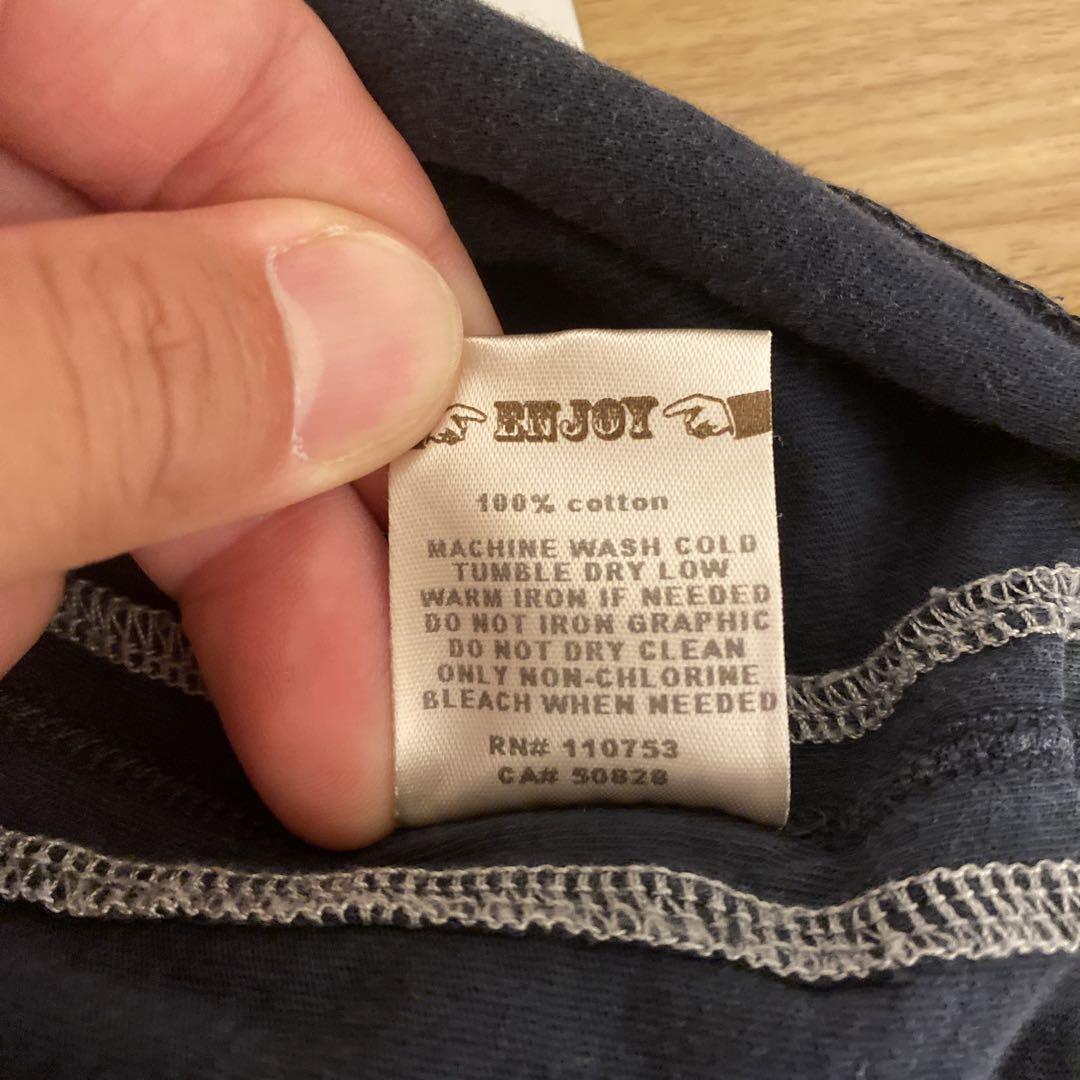 ENJOY
100% cotton
MACHINE WASH COLD
TUMBLE DRY LOW
WARM IRON IF NEEDED
DO NOT IRON GRAPHIC
DO NOT DRY CLEAN
ONLY NON-CHLORINE
BLEACH WHEN NEEDED
RN# 110753
CA# 50828